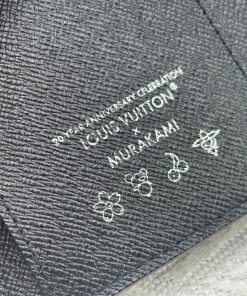 20 YEAR ANNIVERSARY CELEBRATION
LOUIS VUITTON®
×
MURAKAMI